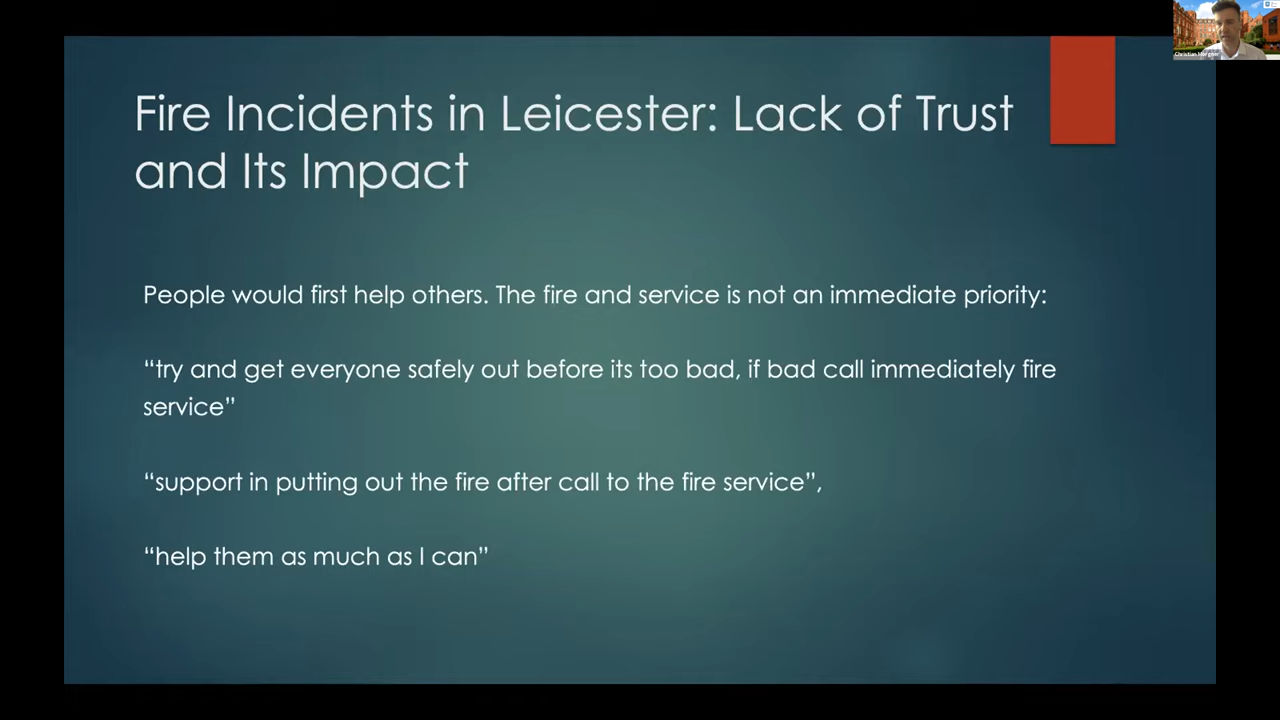 Fire Incidents in Leicester: Lack of Trust
and Its Impact
People would first help others. The fire and service is not an immediate priority:
“try and get everyone safely out before its too bad, if bad call immediately fire
service”
“support in putting out the fire after call to the fire service”,
“help them as much as I can”
Christian